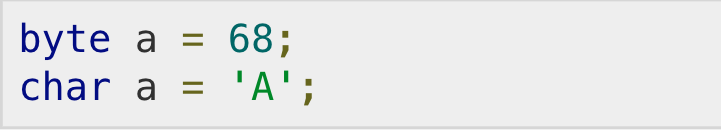 byte a = 68;
char a = 'A';